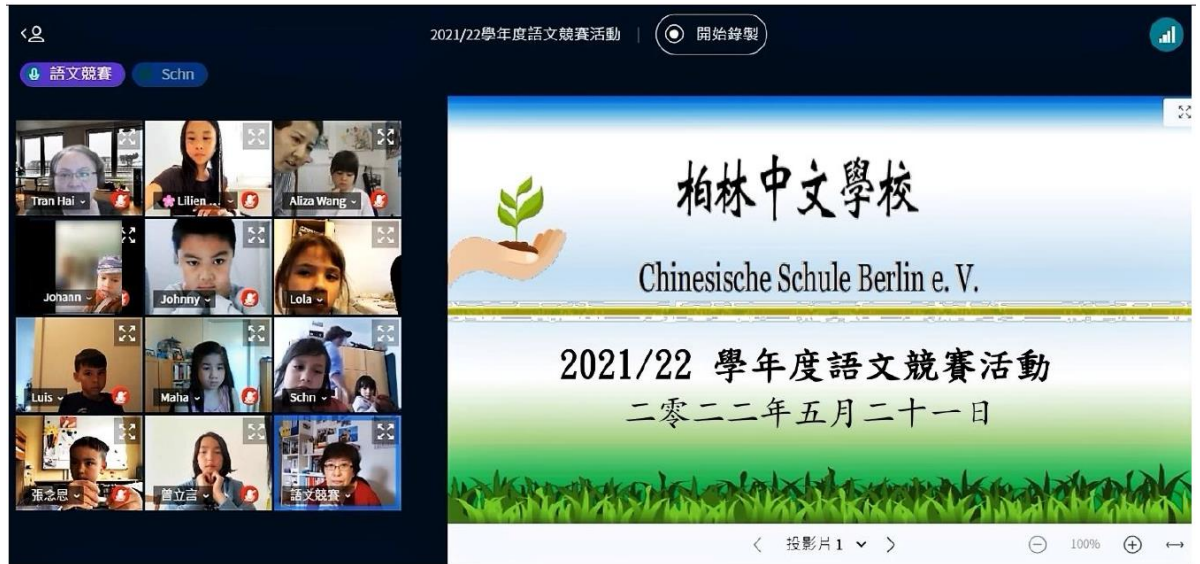 2021/22學年度語文競賽活動
開始錄製
語文競賽
Schn
Tran Hai
Lilien ...
Aliza Wang
Johann
Johnny
Lola
Luis
Maha
Schn
張念恩
曾立言
語文競賽
柏林中文學校
Chinesische Schule Berlin e. V.
2021/22 學年度語文競賽活動
二零二二年五月二十一日
投影片1
100%